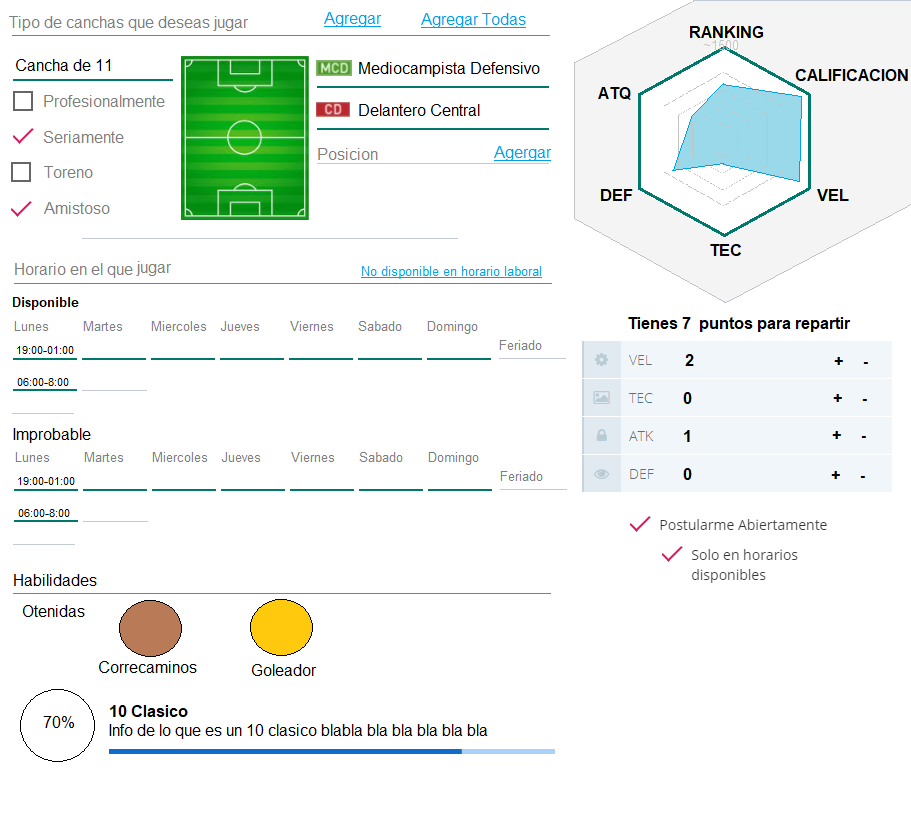 Tipo de canchas que deseas jugar
Agregar
Agregar Todas
Cancha de 11
Profesionalmente
Seriamente
Toreno
Amistoso
MCD Mediocampista Defensivo
CD Delantero Central
Posicion
Agergar
Horario en el que jugar
No disponible en horario laboral
Disponible
Lunes Martes Miercoles Jueves Viernes Sabado Domingo Feriado
19:00-01:00
06:00-8:00
Improbable
Lunes Martes Miercoles Jueves Viernes Sabado Domingo Feriado
19:00-01:00
06:00-8:00
Habilidades
Otenidas
Correcaminos
Goleador
70%
10 Clasico
Info de lo que es un 10 clasico blabla bla bla bla bla bla
RANKING
~1500
CALIFICACION
ATQ
DEF
VEL
TEC
Tienes 7 puntos para repartir
VEL 2 + -
TEC 0 + -
ATK 1 + -
DEF 0 + -
Postularme Abiertamente
Solo en horarios
disponibles